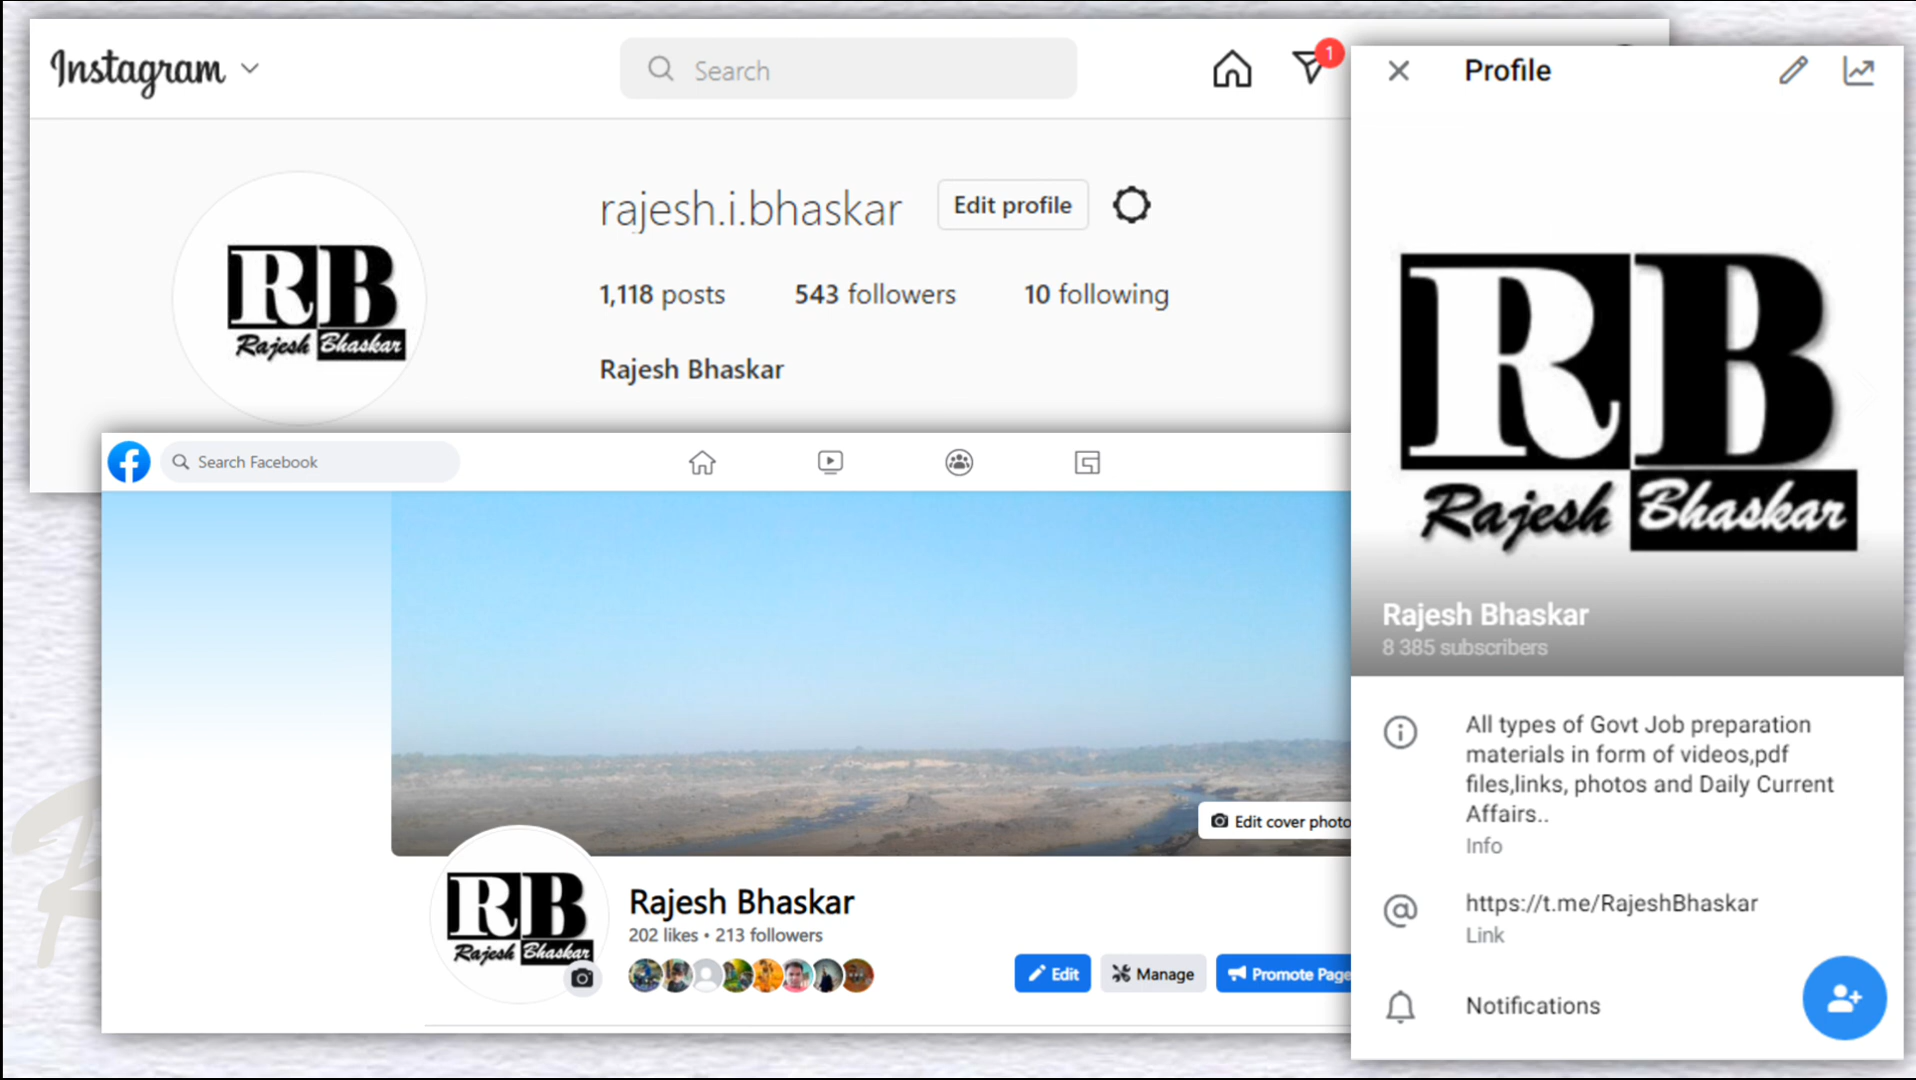 Instagram
Search
1
rajesh.i.bhaskar
Edit profile
1,118 posts
543 followers
10 following
Rajesh Bhaskar
RB
Rajesh Bhaskar
Search Facebook
Edit cover photo
RB
Rajesh Bhaskar
Rajesh Bhaskar
202 likes • 213 followers
Edit
Manage
Promote Page
Profile
RB
Rajesh Bhaskar
Rajesh Bhaskar
8 385 subscribers
All types of Govt Job preparation
materials in form of videos,pdf
files,links, photos and Daily Current
Affairs..
Info
https://t.me/RajeshBhaskar
Link
Notifications